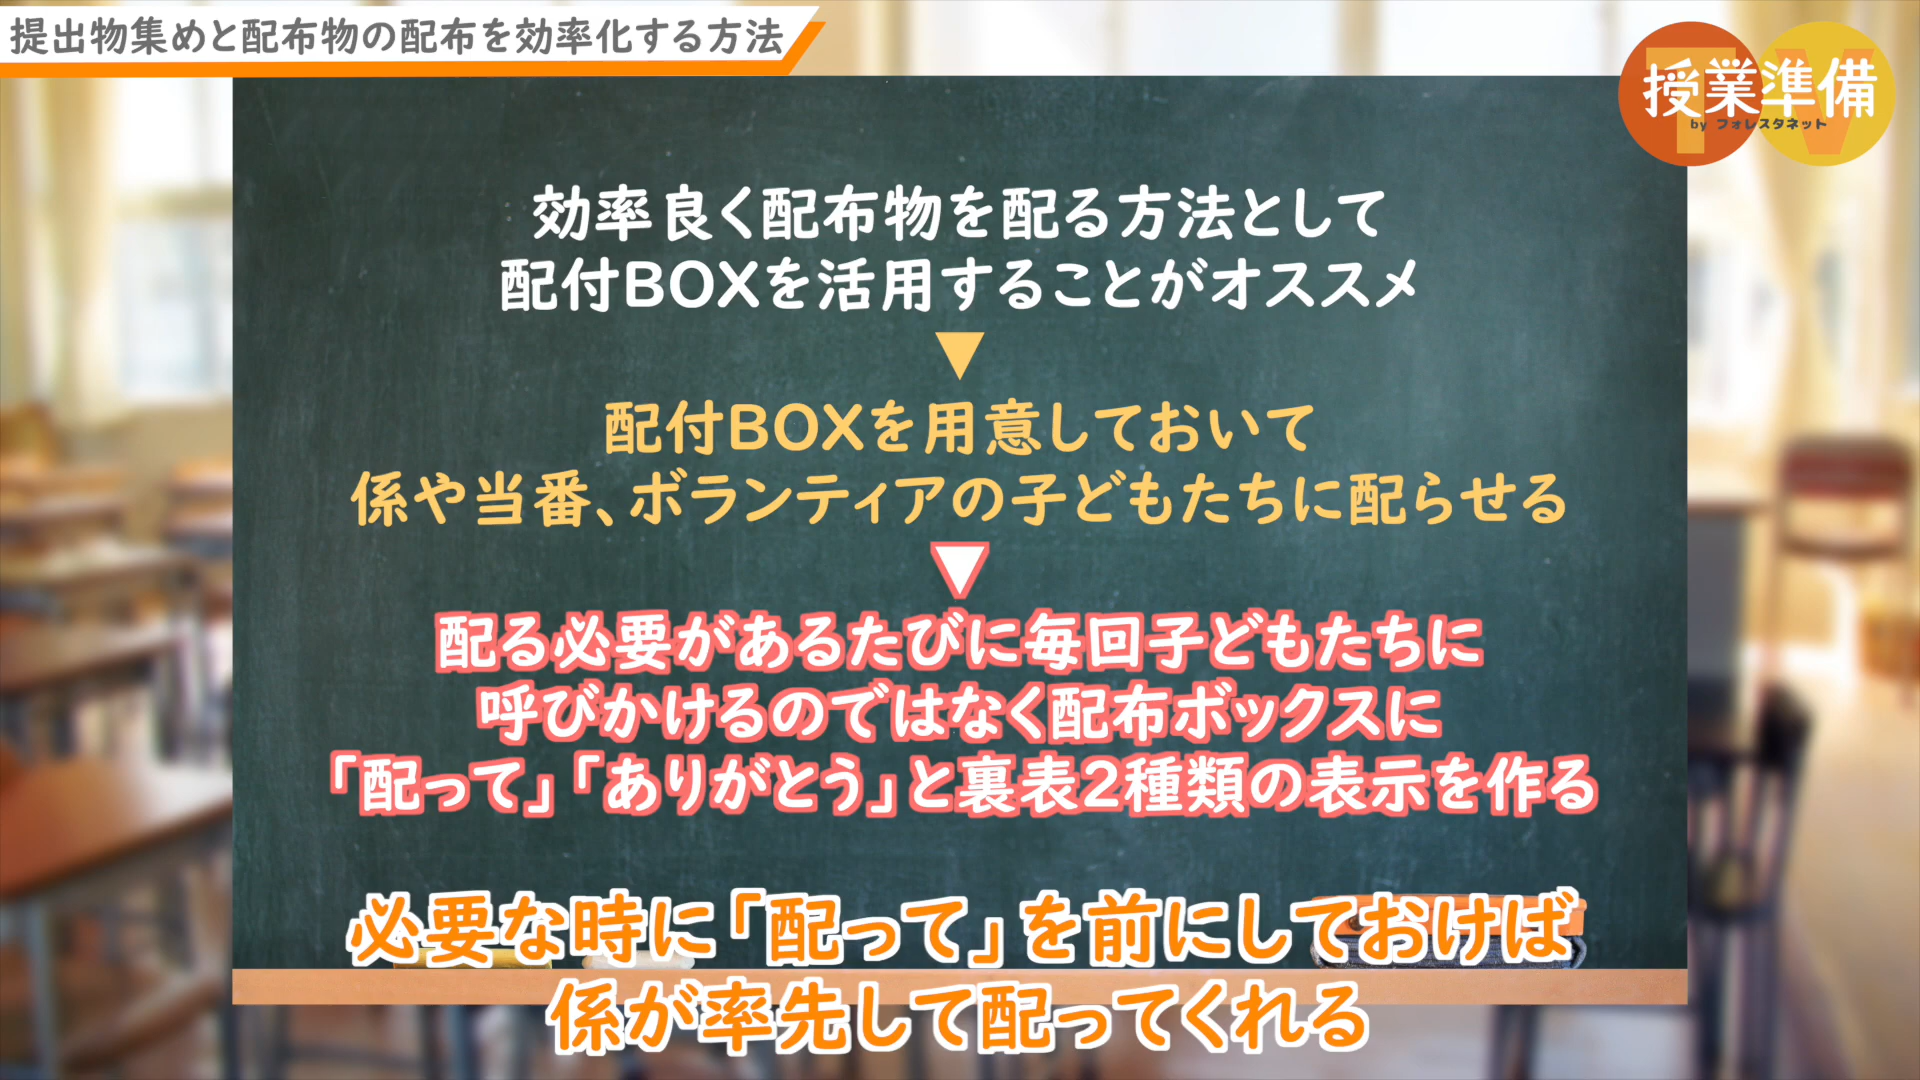 提出物集めと配布物の配布を効率化する方法
TV
授業準備
by フォレスタネット
効率良く配布物を配る方法として
配付BOXを活用することがオススメ
配付BOXを用意しておいて
係や当番、ボランティアの子どもたちに配らせる
配る必要があるたびに毎回子どもたちに
呼びかけるのではなく配布ボックスに
「配って」「ありがとう」と裏表2種類の表示を作る
必要な時に「配って」を前にしておけば
係が率先して配ってくれる